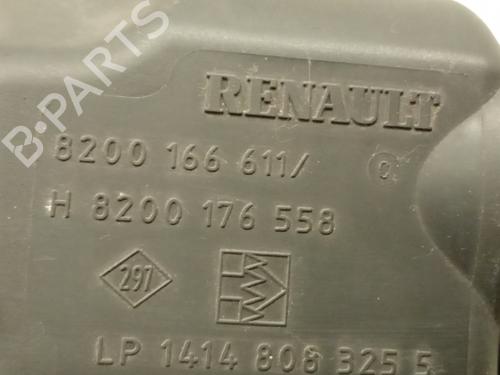 B-PARTS
RENAULT
8200 166 611/ C
H 8200 176 558
297
LP 1414 808 325 5